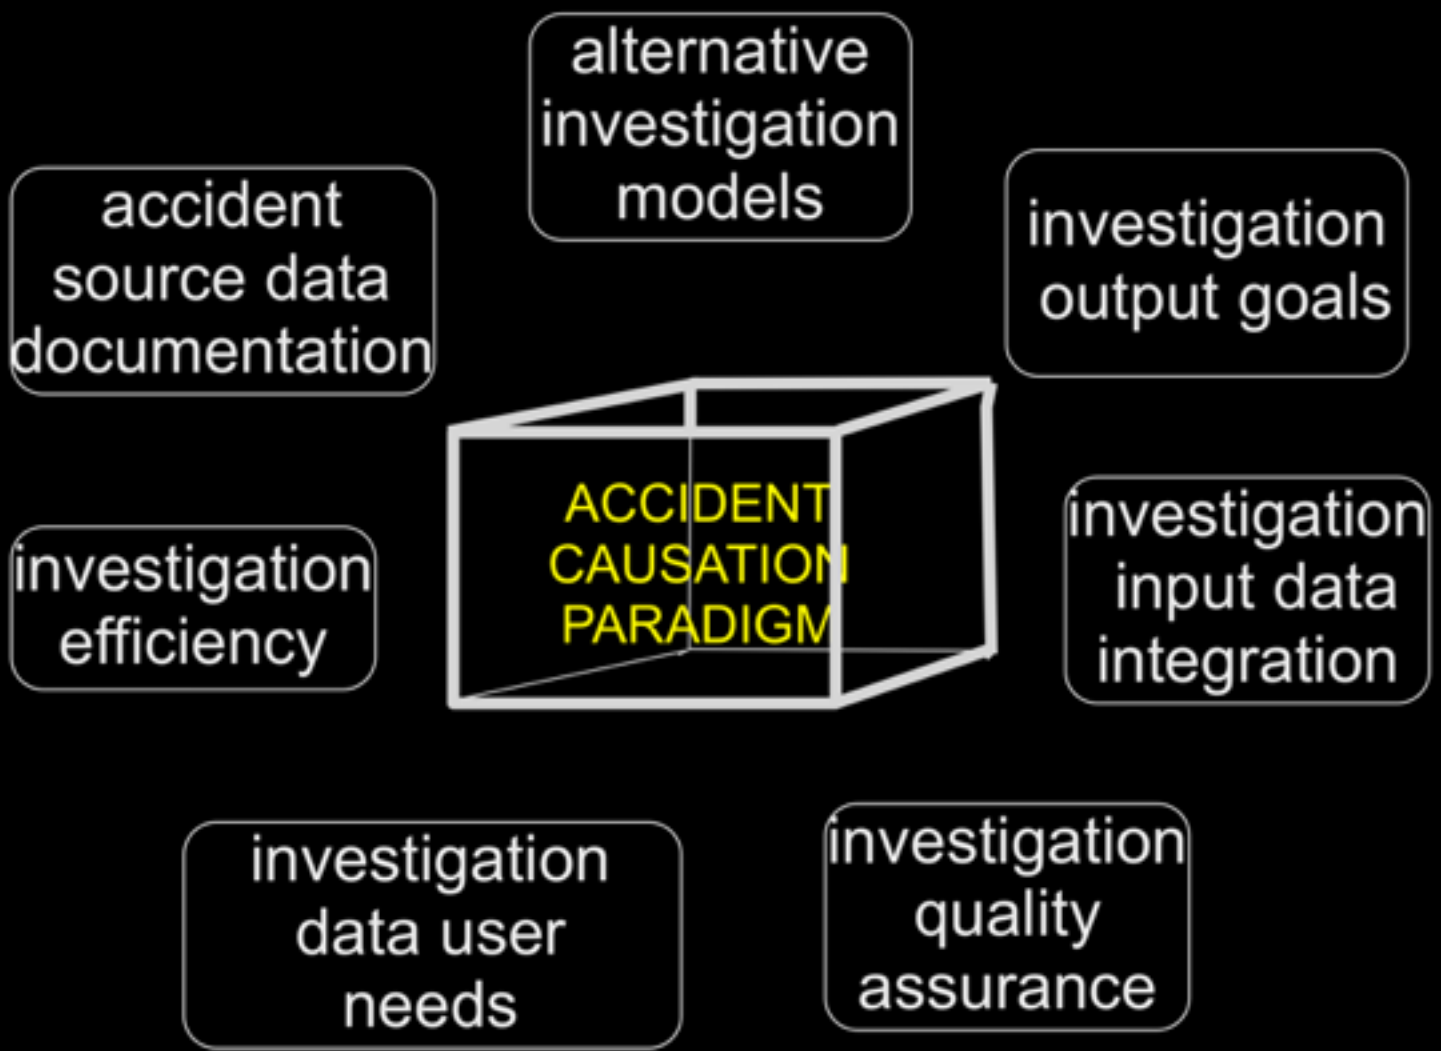 alternative
investigation
models
accident
source data
documentation
investigation
output goals
ACCIDENT
CAUSATION
PARADIGM
investigation
efficiency
investigation
input data
integration
investigation
data user
needs
investigation
quality
assurance